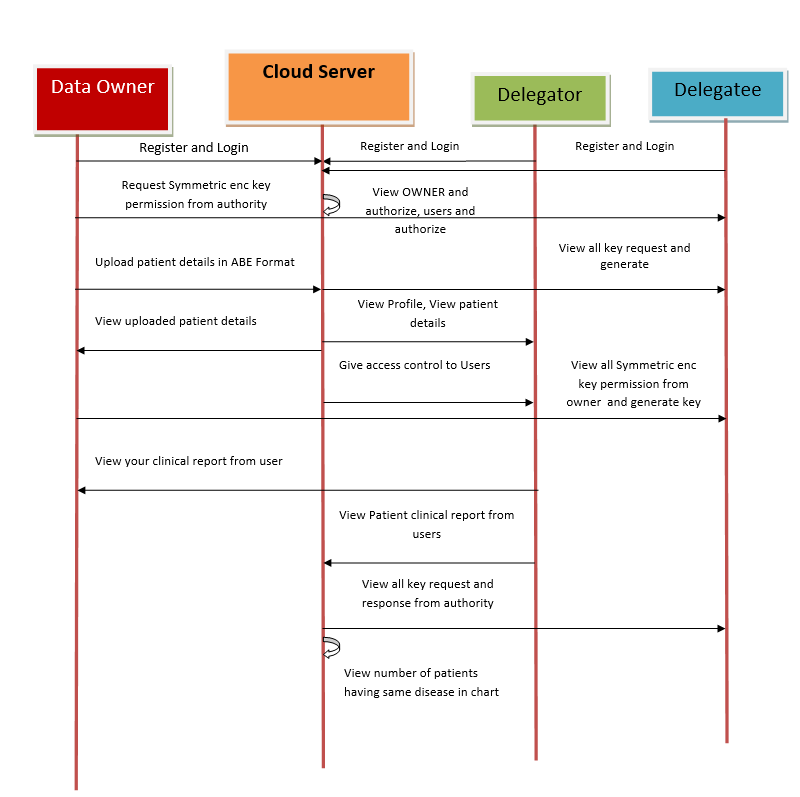 Data Owner
Cloud Server
Delegator
Delegatee
Register and Login
Register and Login
Register and Login
Request Symmetric enc key
permission from authority
View OWNER and
authorize, users and
authorize
View all key request and
generate
Upload patient details in ABE Format
View Profile, View patient
details
View uploaded patient details
Give access control to Users
View all Symmetric enc
key permission from
owner and generate key
View your clinical report from user
View Patient clinical report from
users
View all key request and
response from authority
View number of patients
having same disease in chart